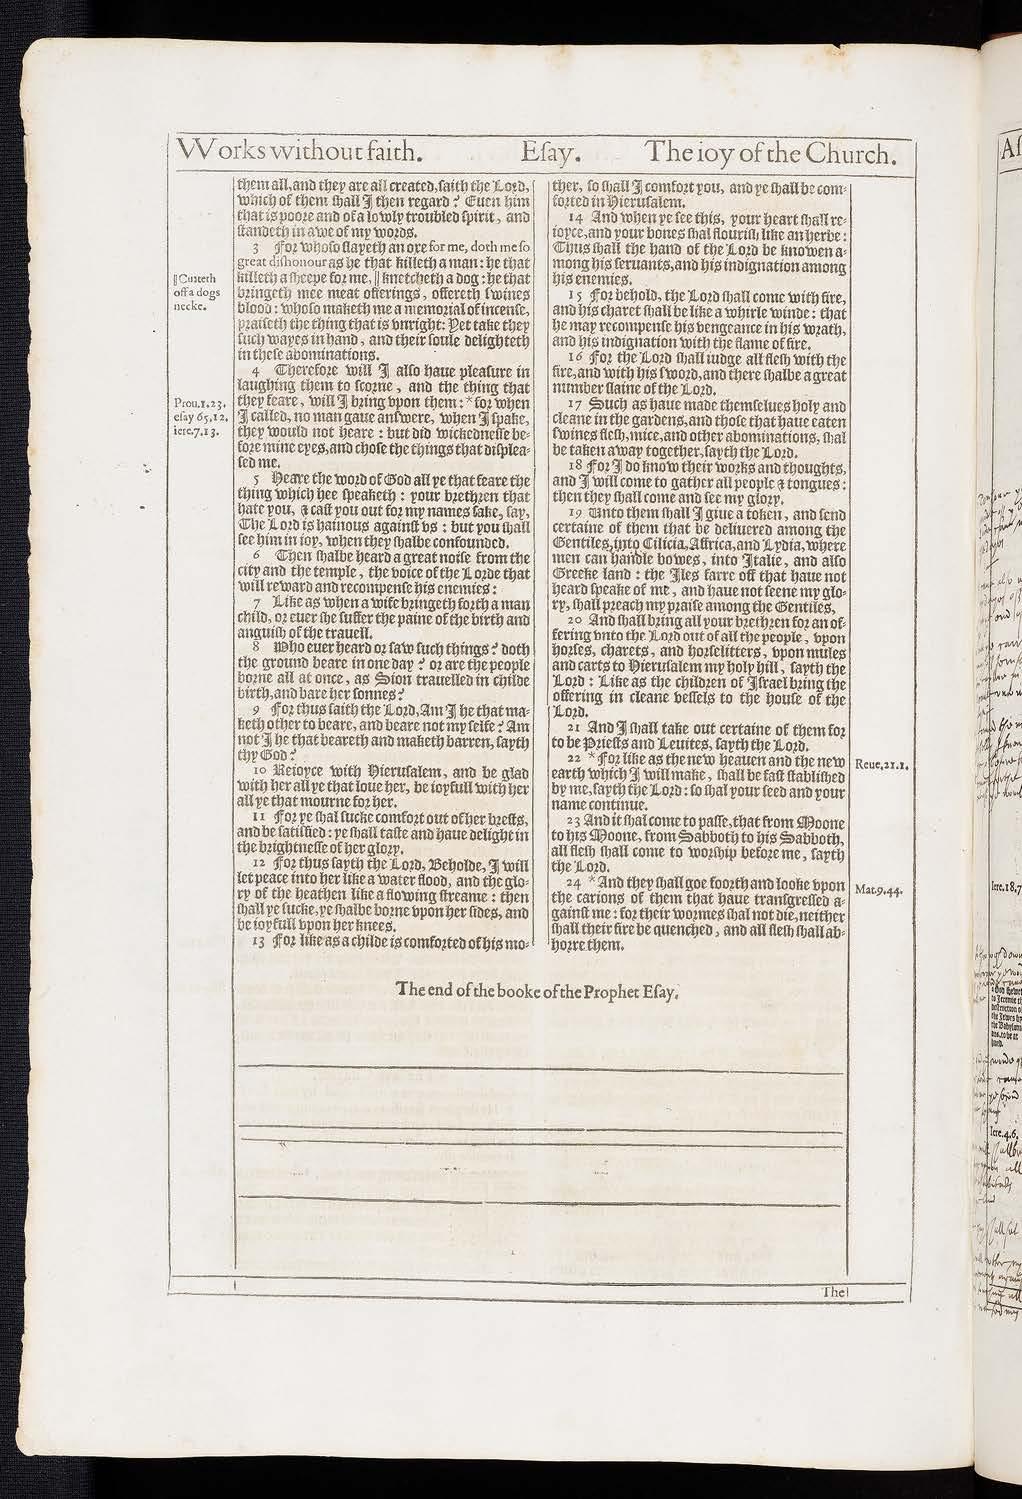 Works without faith. Esay. The ioy of the Church.
them all, and they are all created, saith the Lord,
which of them shall I then regard? Euen him
that is poore and of a lowly troubled spirit, and
standeth in awe of my words.
3 For whoso slayeth an oxe for me, doth me so
great dishonour as he that killeth a man: he that
killeth a sheepe for me, ‖ knetcheth a dog: he that
bringeth mee meat offerings, offereth swines
blood: whoso maketh me a memorial of incense,
praiseth the thing that is vnright: Yet take they
such wayes in hand, and their soule delighteth
in these abominations.
4 Therefore will I also haue pleasure in
laughing them to scorne, and the thing that
they feare, will I bring vpon them: * for when
I called, no man gaue answere, when I spake,
they would not heare: but did wickednesse be-
fore mine eyes, and chose the things that displea-
sed me.
5 Heare the word of God all ye that feare the
thing which hee speaketh: your brethren that
hate you, & cast you out for my names sake, say,
The Lord is hainous against vs: but you shall
see him in ioy, when they shalbe confounded.
6 Then shalbe heard a great noise from the
city and the temple, the voice of the Lorde that
will reward and recompense his enemies:
7 Like as when a wife bringeth forth a man
child, or euer she suffer the paine of the birth and
anguish of the trauell.
8 Who euer heard or saw such things? doth
the ground beare in one day? or are the people
borne all at once, as Sion trauelled in childe
birth, and bare her sonnes?
9 For thus saith the Lord, Am I he that ma-
keth other to beare, and beare not my selfe? Am
not I he that beareth and maketh barren, sayth
thy God?
10 Reioyce with Hierusalem, and be glad
with her all ye that loue her, be ioyfull with her
all ye that mourne for her.
11 For ye shal sucke comfort out of her brests,
and be satisfied: ye shall taste and haue delight in
the brightnesse of her glory.
12 For thus sayth the Lord, Beholde, I will
let peace into her like a water flood, and the glo-
ry of the heathen like a flowing streame: then
shall ye sucke, ye shalbe borne vpon her sides, and
be ioyfull vpon her knees.
13 For like as a childe is comforted of his mo-
‖ Cutteth
off a dogs
necke.
Prou.1.23.
esay 65.12.
iere.7.13.
ther, so shall I comfort you, and ye shall be com-
forted in Hierusalem.
14 And when ye see this, your heart shall re-
ioyce, and your bones shal flourish like an herbe:
Thus shall the hand of the Lord be knowen a-
mong his seruants, and his indignation among
his enemies.
15 For behold, the Lord shall come with fire,
and his charet shall be like a whirle winde: that
he may recompense his vengeance in his wrath,
and his indignation with the flame of fire.
16 For the Lord shall iudge all flesh with the
fire, and with his sword, and there shalbe a great
number slaine of the Lord.
17 Such as haue made themselues holy and
cleane in the gardens, and those that haue eaten
swines flesh, mice, and other abominations, shal
be taken away together, sayth the Lord.
18 For I do know their works and thoughts,
and I will come to gather all people & tongues:
then they shall come and see my glory.
19 Unto them shall I giue a token, and send
certaine of them that be deliuered among the
Gentiles, into Cilicia, Affrica, and Lydia, where
men can handle bowes, into Italie, and also
Greeke land: the Iles farre off that haue not
heard speake of me, and haue not seene my glo-
ry, shall preach my praise among the Gentiles,
20 And shall bring all your brethren for an of-
fering vnto the Lord out of all the people, vpon
horses, charets, and horselitters, vpon mules
and carts to Hierusalem my holy hill, sayth the
Lord: Like as the children of Israel bring the
offering in cleane vessels to the house of the
Lord.
21 And I shall take out certaine of them for
to be Priests and Leuites, sayth the Lord.
22 * For like as the new heauen and the new
earth which I will make, shall be fast stablished
by me, sayth the Lord: so shal your seed and your
name continue.
23 And it shal come to passe, that from Moone
to his Moone, from Sabboth to his Sabboth,
all flesh shall come to worship before me, sayth
the Lord.
24 * And they shall goe foorth and looke vpon
the carions of them that haue transgressed a-
gainst me: for their wormes shal not die, neither
shall their fire be quenched, and all flesh shall ab-
horre them.
Reue.21.1.
Mat.9.44.
The end of the booke of the Prophet Esay.
The
Iere.18.7
Iere.4.6.